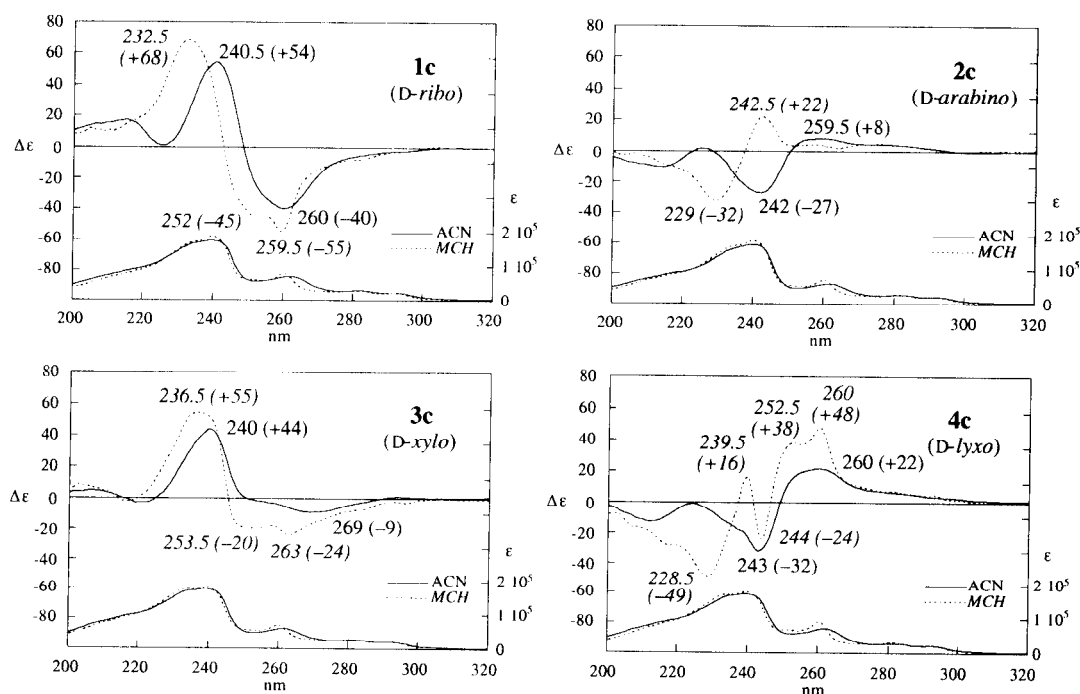 80
60
40
20
Δε 0
-20
-40
-60
-80
232.5
(+68)
240.5 (+54)
1c
(D-ribo)
252 (–45)
260 (–40)
259.5 (–55)
ε
ACN
MCH
2 10⁵
1 10⁵
0
200 220 240 260 280 300 320
nm
80
60
40
20
Δε 0
-20
-40
-60
-80
2c
(D-arabino)
242.5 (+22)
259.5 (+8)
229 (–32)
242 (–27)
ε
ACN
MCH
2 10⁵
1 10⁵
0
200 220 240 260 280 300 320
nm
80
60
40
20
Δε 0
-20
-40
-60
-80
236.5 (+55)
240 (+44)
3c
(D-xylo)
253.5 (–20)
263 (–24)
269 (–9)
ε
ACN
MCH
2 10⁵
1 10⁵
0
200 220 240 260 280 300 320
nm
80
60
40
20
Δε 0
-20
-40
-60
-80
239.5
(+16)
252.5
(+38)
260
(+48)
4c
(D-lyxo)
260 (+22)
244 (–24)
243 (–32)
228.5
(–49)
ε
ACN
MCH
2 10⁵
1 10⁵
0
200 220 240 260 280 300 320
nm